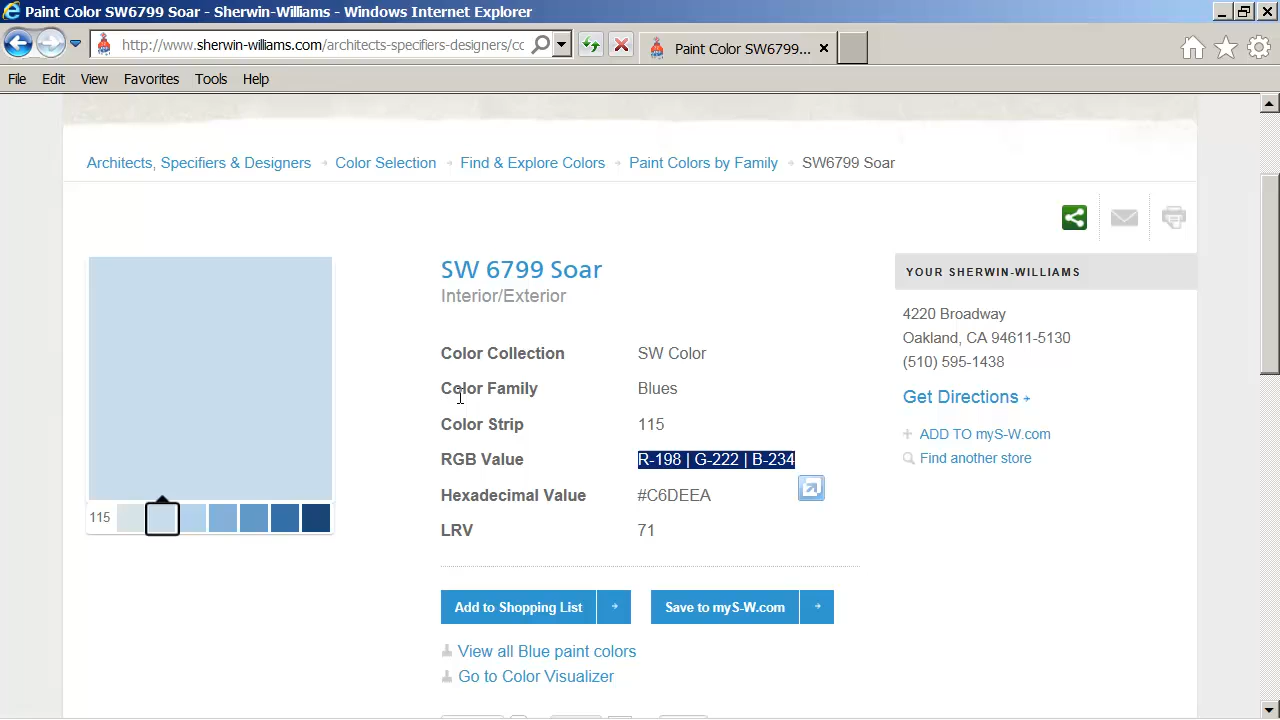 Paint Color SW6799 Soar - Sherwin-Williams - Windows Internet Explorer
http://www.sherwin-williams.com/architects-specifiers-designers/cc
Paint Color SW6799...
File Edit View Favorites Tools Help
Architects, Specifiers & Designers Color Selection Find & Explore Colors Paint Colors by Family SW6799 Soar
SW 6799 Soar
Interior/Exterior
Color Collection SW Color
Color Family Blues
Color Strip 115
RGB Value R-198 | G-222 | B-234
Hexadecimal Value #C6DEEA
LRV 71
115
Add to Shopping List
Save to myS-W.com
View all Blue paint colors
Go to Color Visualizer
YOUR SHERWIN-WILLIAMS
4220 Broadway
Oakland, CA 94611-5130
(510) 595-1438
Get Directions
ADD TO myS-W.com
Find another store